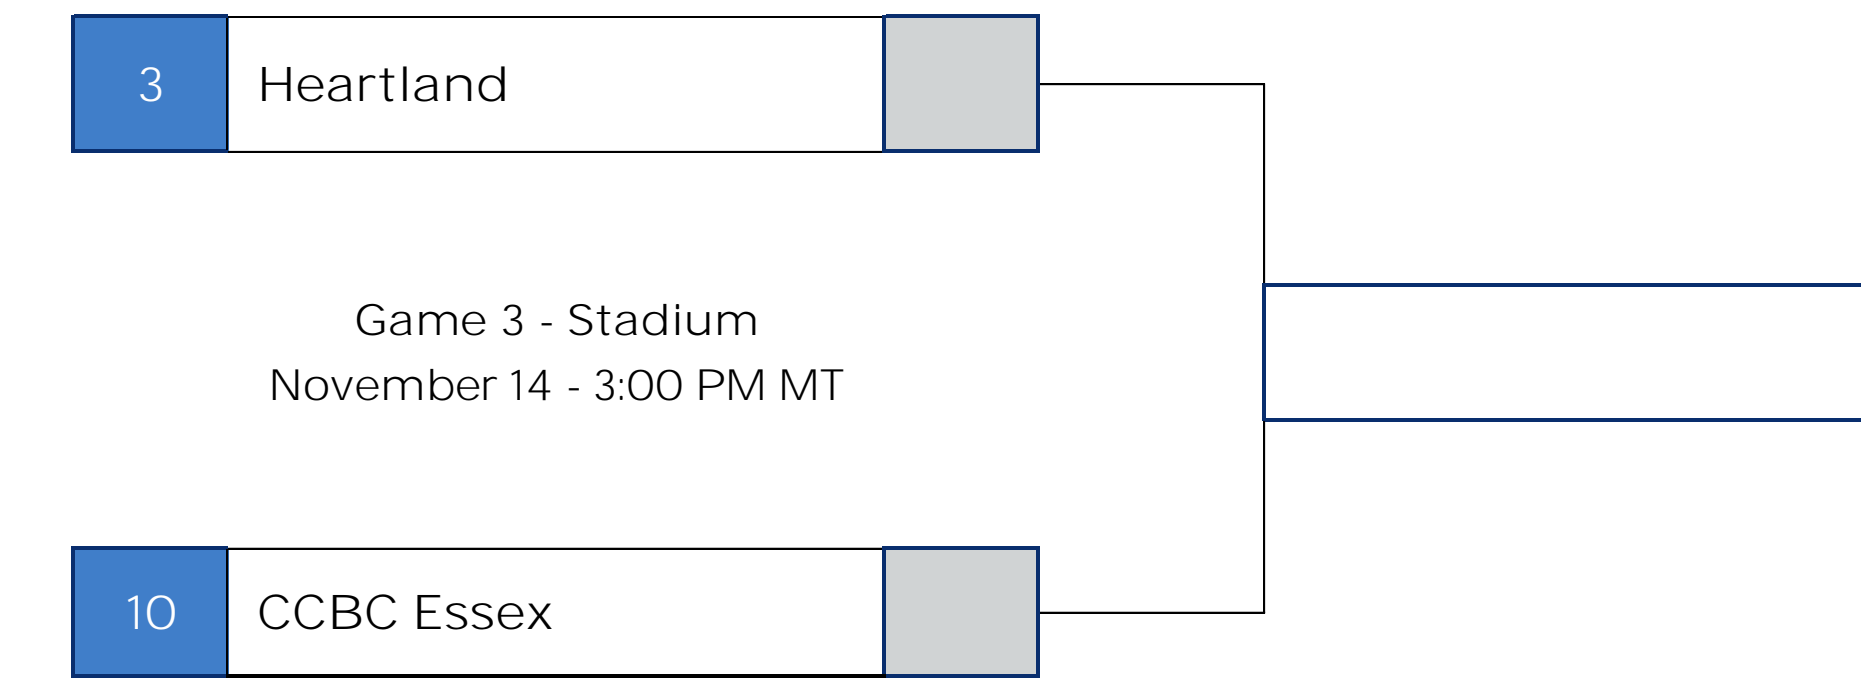 3 Heartland
Game 3 - Stadium
November 14 - 3:00 PM MT
10 CCBC Essex